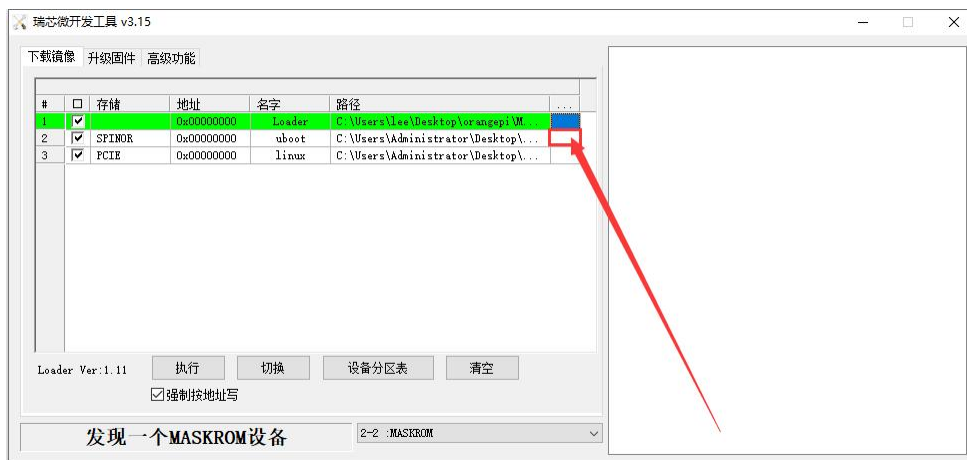 瑞芯微开发工具 v3.15
下载镜像 升级固件 高级功能
# 存储 地址 名字 路径 ...
1 0x00000000 Loader C:\Users\lee\Desktop\orangepi\M...
2 SPINOR 0x00000000 uboot C:\Users\Administrator\Desktop\...
3 PCIE 0x00000000 linux C:\Users\Administrator\Desktop\...
Loader Ver:1.11 执行 切换 设备分区表 清空
强制按地址写
发现一个MASKROM设备 2-2 :MASKROM